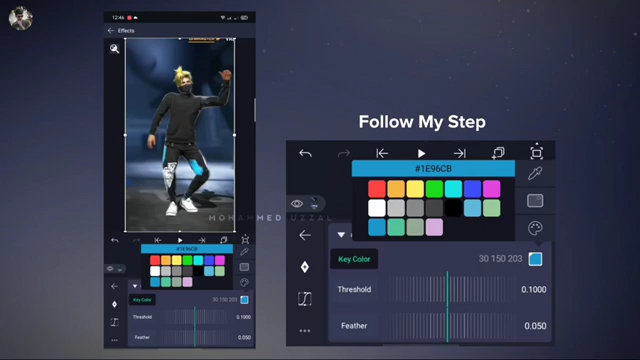 12:46
Effects
Follow My Step
#1E96CB
MOHAMMED UZZAL
#1E96CB
Key Color 30 150 203
Threshold 0.1000
Feather 0.050
Key Color 30 150 203
Threshold 0.1000
Feather 0.050